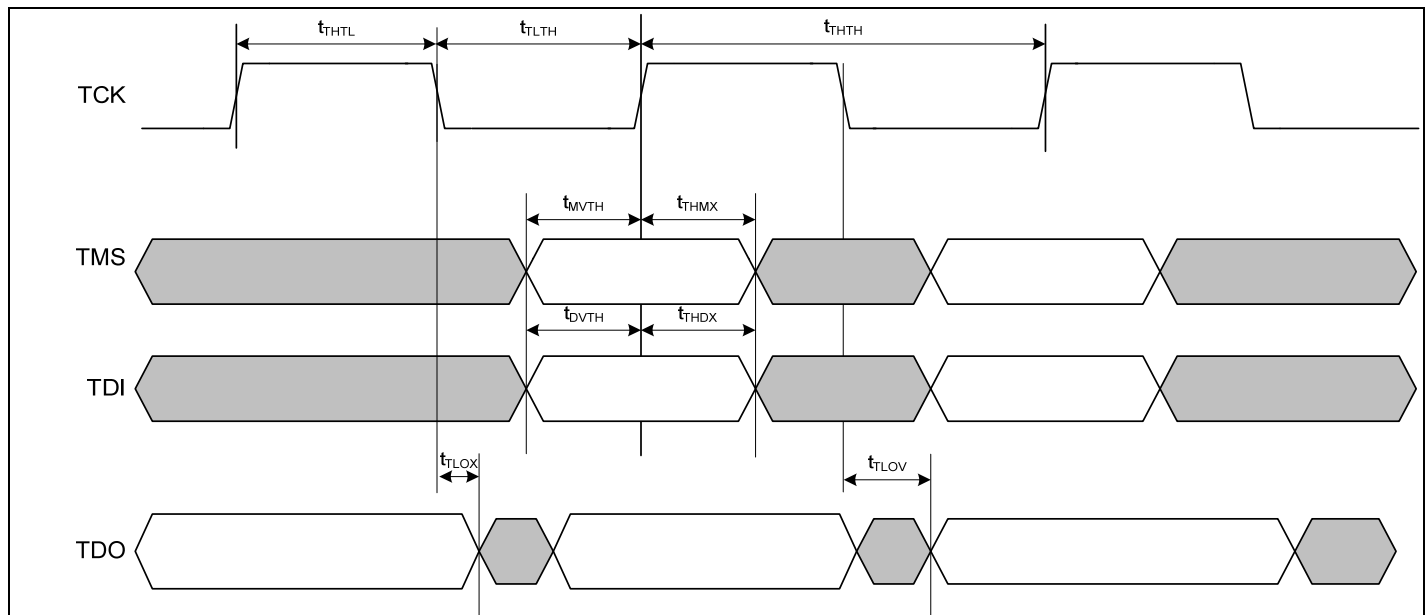 tTHTL tTLTH tTHTH
TCK
tMVTH tTHMX
TMS
tDVTH tTHDX
TDI
tTLOX tTLOV
TDO